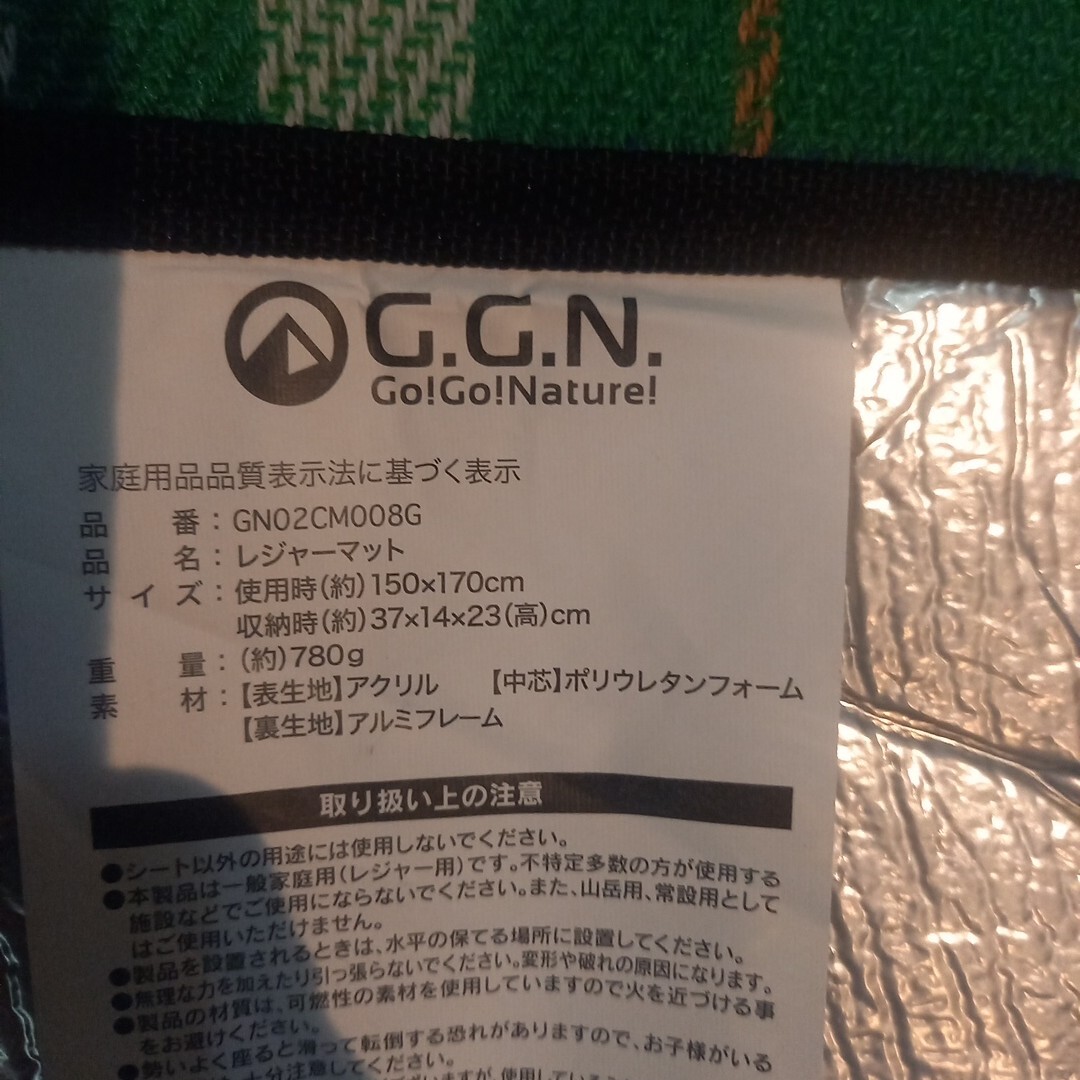 G.G.N.
Go!Go!Nature!
家庭用品品質表示法に基づく表示
品番：GN02CM008G
品名：レジャーマット
サイズ：使用時(約)150×170cm
収納時(約)37×14×23(高)cm
重量：(約)780g
素材：【表生地】アクリル 【中芯】ポリウレタンフォーム
【裏生地】アルミフレーム
取り扱い上の注意
●シート以外の用途には使用しないでください。
●本製品は一般家庭用(レジャー用)です。不特定多数の方が使用する
施設などでご使用にならないでください。また、山岳用、常設用として
はご使用いただけません。
●製品を設置されるときは、水平の保てる場所に設置してください。
●無理な力を加えたり引っ張らないでください。変形や破れの原因になります。
●製品の材質は、可燃性の素材を使用していますので火を近づける事
をお避けください。
●勢いよく座ると滑って転倒する恐れがありますので、お子様がいる
十分注意してください。